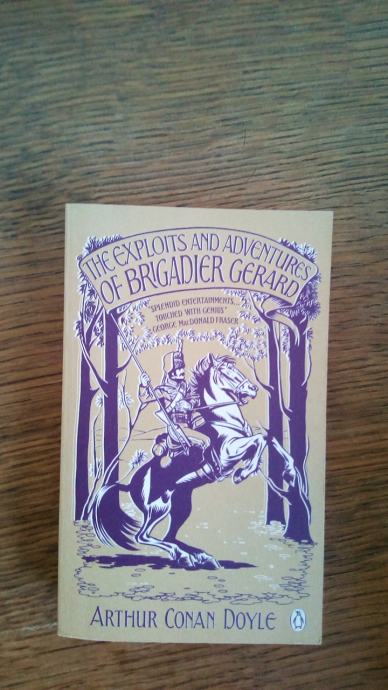 THE EXPLOITS AND ADVENTURES
OF BRIGADIER GERARD
'SPLENDID ENTERTAINMENTS...
TOUCHED WITH GENIUS'
GEORGE MACDONALD FRASER
ARTHUR CONAN DOYLE